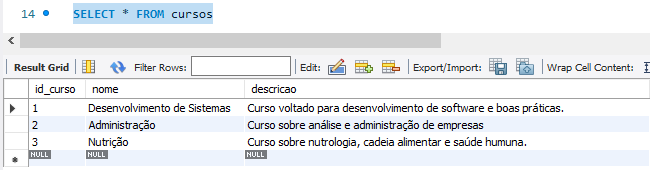 14 SELECT * FROM cursos
Result Grid Filter Rows: Edit: Export/Import: Wrap Cell Content:
id_curso nome descricao
1 Desenvolvimento de Sistemas Curso voltado para desenvolvimento de software e boas práticas.
2 Administração Curso sobre análise e administração de empresas
3 Nutrição Curso sobre nutrologia, cadeia alimentar e saúde humana.
NULL NULL NULL